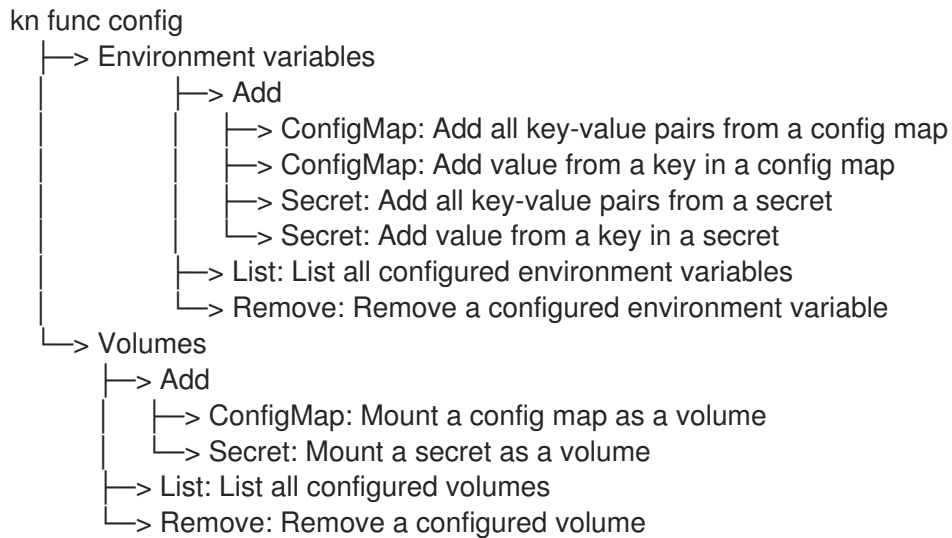 kn func config
├─> Environment variables
│ ├─> Add
│ │ ├─> ConfigMap: Add all key-value pairs from a config map
│ │ ├─> ConfigMap: Add value from a key in a config map
│ │ ├─> Secret: Add all key-value pairs from a secret
│ │ └─> Secret: Add value from a key in a secret
│ ├─> List: List all configured environment variables
│ └─> Remove: Remove a configured environment variable
└─> Volumes
├─> Add
│ ├─> ConfigMap: Mount a config map as a volume
│ └─> Secret: Mount a secret as a volume
├─> List: List all configured volumes
└─> Remove: Remove a configured volume